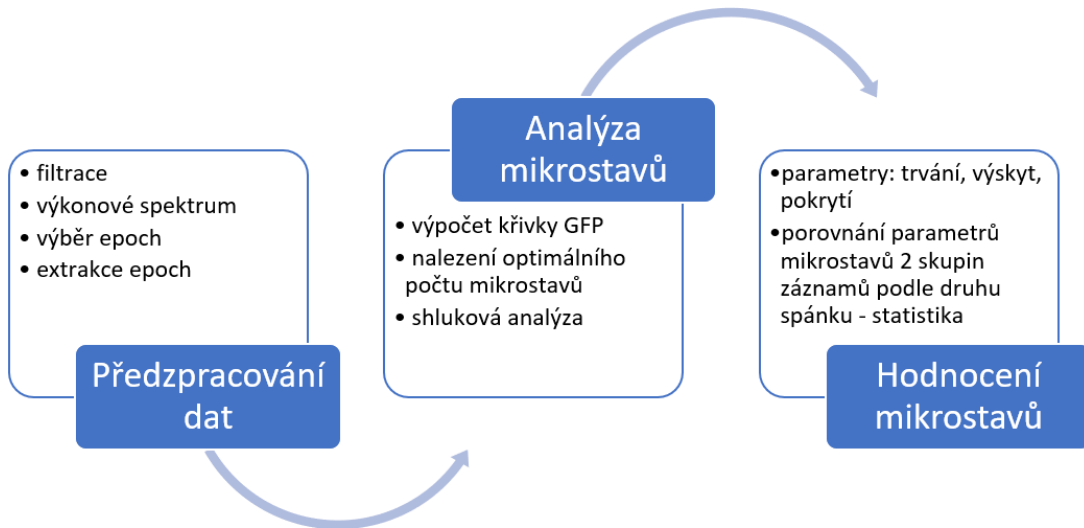 • filtrace
• výkonové spektrum
• výběr epoch
• extrakce epoch
Předzpracování
dat
Analýza
mikrostavů
• výpočet křivky GFP
• nalezení optimálního
počtu mikrostavů
• shluková analýza
•parametry: trvání, výskyt,
pokrytí
•porovnání parametrů
mikrostavů 2 skupin
záznamů podle druhu
spánku - statistika
Hodnocení
mikrostavů